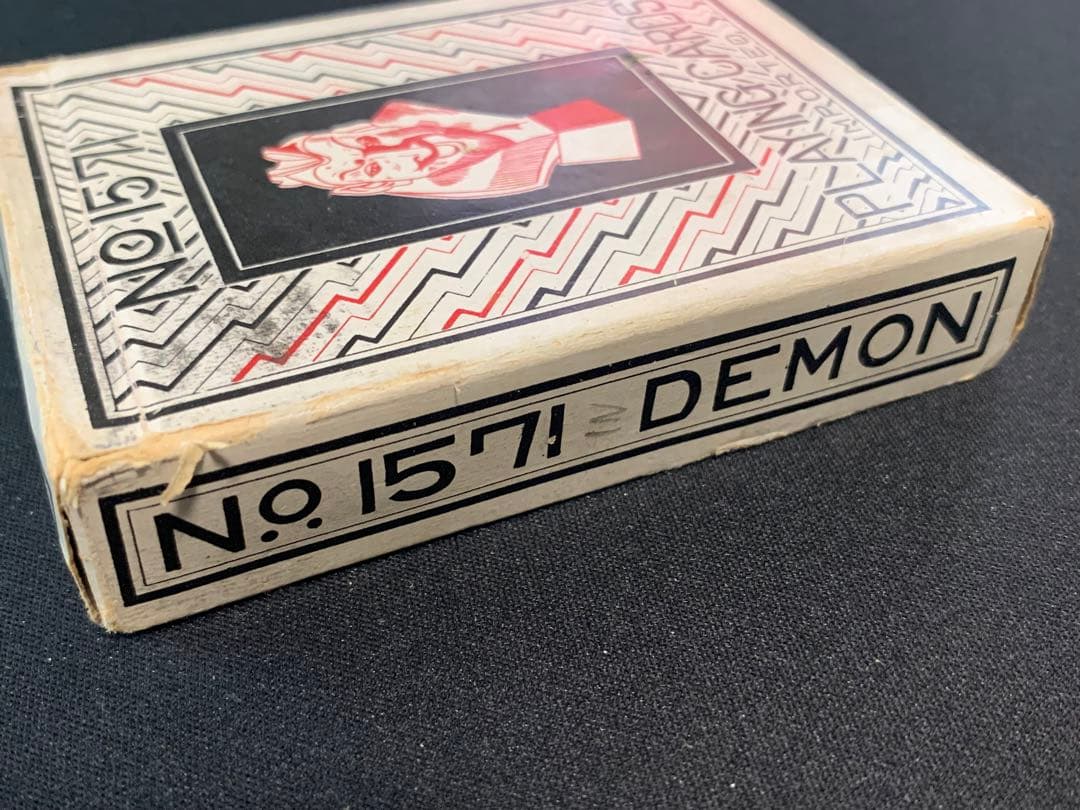 No. 1571
PLAYING CARDS
IMPORTED
No. 1571 DEMON